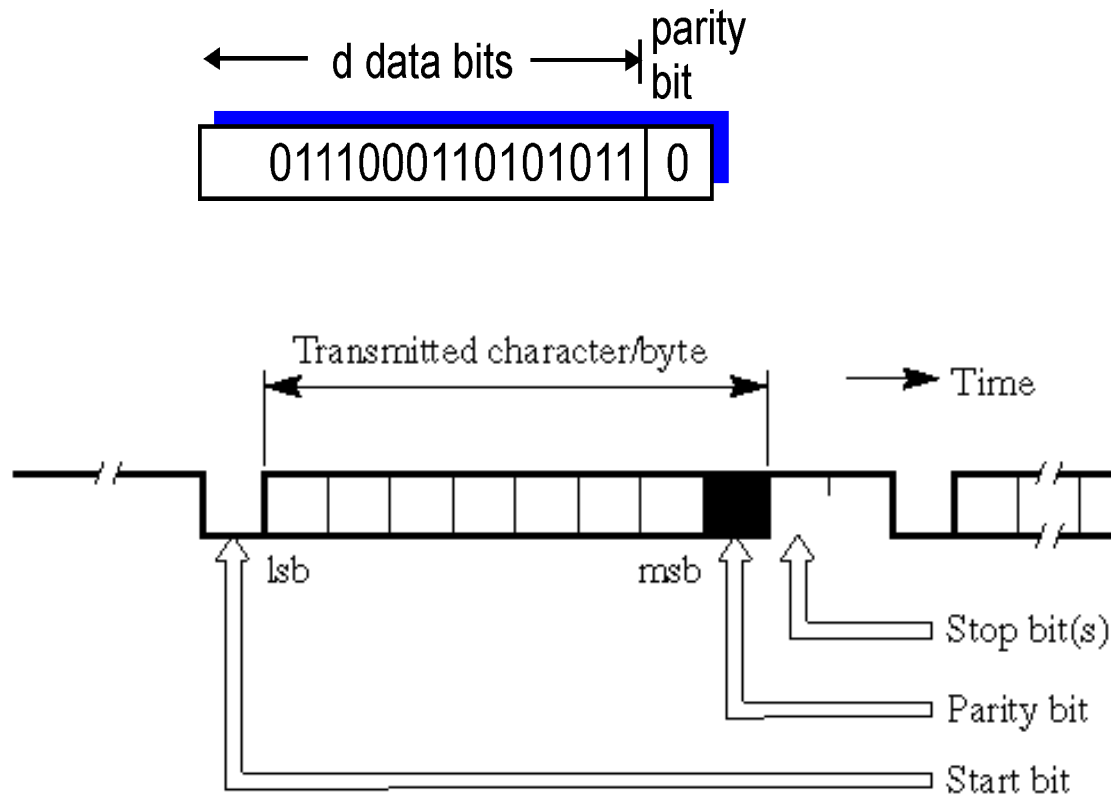 d data bits
parity
bit
0111000110101011
0
Transmitted character/byte
Time
lsb
msb
Stop bit(s)
Parity bit
Start bit